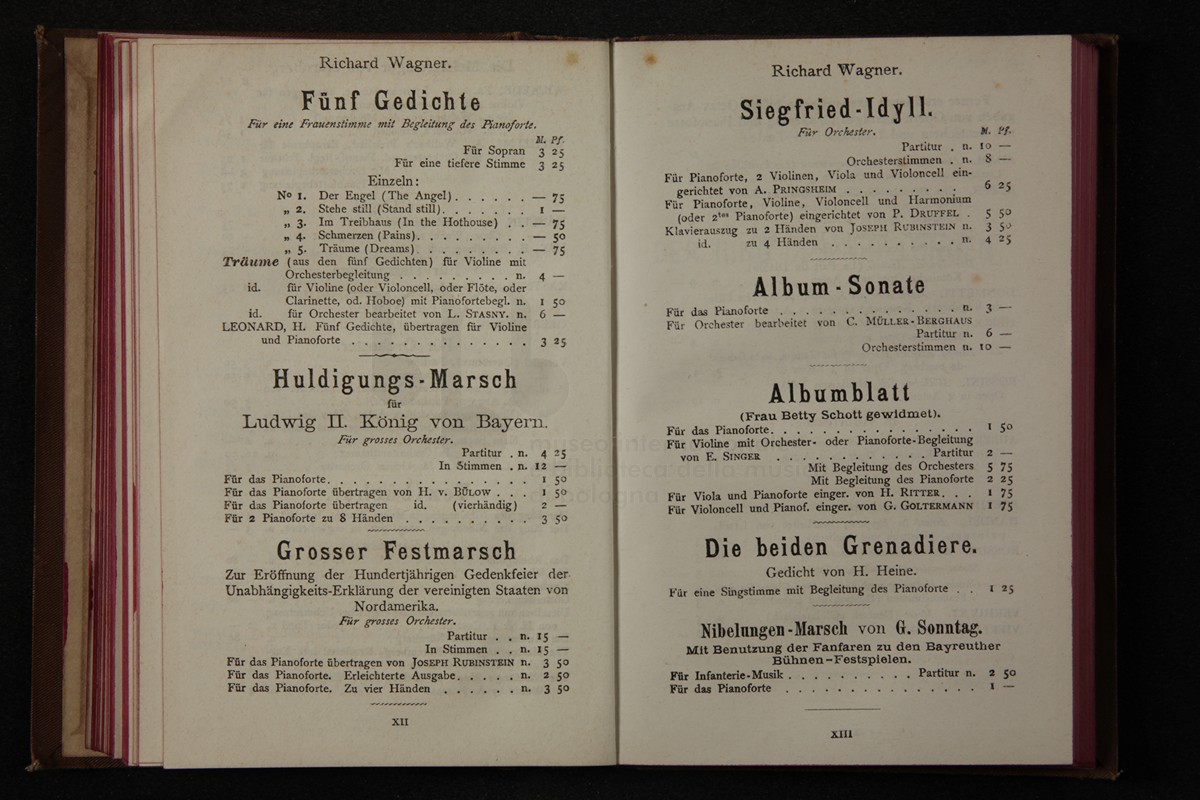 Richard Wagner.
Fünf Gedichte
Für eine Frauenstimme mit Begleitung des Pianoforte.
M. Pf.
Für Sopran 3 25
Für eine tiefere Stimme 3 25
Einzeln:
No 1. Der Engel (The Angel) . . . . . . — 75
„ 2. Stehe still (Stand still) . . . . . . . 1 —
„ 3. Im Treibhaus (In the Hothouse) . . — 75
„ 4. Schmerzen (Pains) . . . . . . . . . — 50
„ 5. Träume (Dreams) . . . . . . . . . — 75
Träume (aus den fünf Gedichten) für Violine mit
Orchesterbegleitung . . . . . . . . . n. 4 —
id. für Violine (oder Violoncell, oder Flöte, oder
Clarinette, od. Hoboe) mit Pianofortebegl. n. 1 50
id. für Orchester bearbeitet von L. STASNY. n. 6 —
LEONARD, H. Fünf Gedichte, übertragen für Violine
und Pianoforte . . . . . . . . . . . . . 3 25
Huldigungs-Marsch
für
Ludwig II. König von Bayern.
Für grosses Orchester.
Partitur . n. 4 25
In Stimmen . n. 12 —
Für das Pianoforte . . . . . . . . . . . . . . . 1 50
Für das Pianoforte übertragen von H. v. BÜLOW . . . 1 50
Für das Pianoforte übertragen id. (vierhändig) 2 —
Für 2 Pianoforte zu 8 Händen . . . . . . . . . . 3 50
Grosser Festmarsch
Zur Eröffnung der Hundertjährigen Gedenkfeier der
Unabhängigkeits-Erklärung der vereinigten Staaten von
Nordamerika.
Für grosses Orchester.
Partitur . . n. 15 —
In Stimmen . . n. 15 —
Für das Pianoforte übertragen von JOSEPH RUBINSTEIN n. 3 50
Für das Pianoforte. Erleichterte Ausgabe . . . . . n. 2 50
Für das Pianoforte. Zu vier Händen . . . . . . n. 3 50
XII
Richard Wagner.
Siegfried-Idyll.
Für Orchester.
M. Pf.
Partitur . n. 10 —
Orchesterstimmen . n. 8 —
Für Pianoforte, 2 Violinen, Viola und Violoncell ein-
gerichtet von A. PRINGSHEIM . . . . . . . . . 6 25
Für Pianoforte, Violine, Violoncell und Harmonium
(oder 2tes Pianoforte) eingerichtet von P. DRUFFEL . 5 50
Klavierauszug zu 2 Händen von JOSEPH RUBINSTEIN n. 3 50
id. zu 4 Händen . . . . . . . . . . n. 4 25
Album-Sonate
Für das Pianoforte . . . . . . . . . . . . . . n. 3 —
Für Orchester bearbeitet von C. MÜLLER-BERGHAUS
Partitur n. 6 —
Orchesterstimmen n. 10 —
Albumblatt
(Frau Betty Schott gewidmet).
Für das Pianoforte . . . . . . . . . . . . . . . 1 50
Für Violine mit Orchester- oder Pianoforte-Begleitung
von E. SINGER . . . . . . . . . . . . Partitur 2 —
Mit Begleitung des Orchesters 5 75
Mit Begleitung des Pianoforte 2 25
Für Viola und Pianoforte einger. von H. RITTER. . . 1 75
Für Violoncell und Pianof. einger. von G. GOLTERMANN 1 75
Die beiden Grenadiere.
Gedicht von H. Heine.
Für eine Singstimme mit Begleitung des Pianoforte . . 1 25
Nibelungen-Marsch von G. Sonntag.
Mit Benutzung der Fanfaren zu den Bayreuther
Bühnen-Festspielen.
Für Infanterie-Musik . . . . . . . . . . Partitur n. 2 50
Für das Pianoforte . . . . . . . . . . . . . . 1 —
XIII